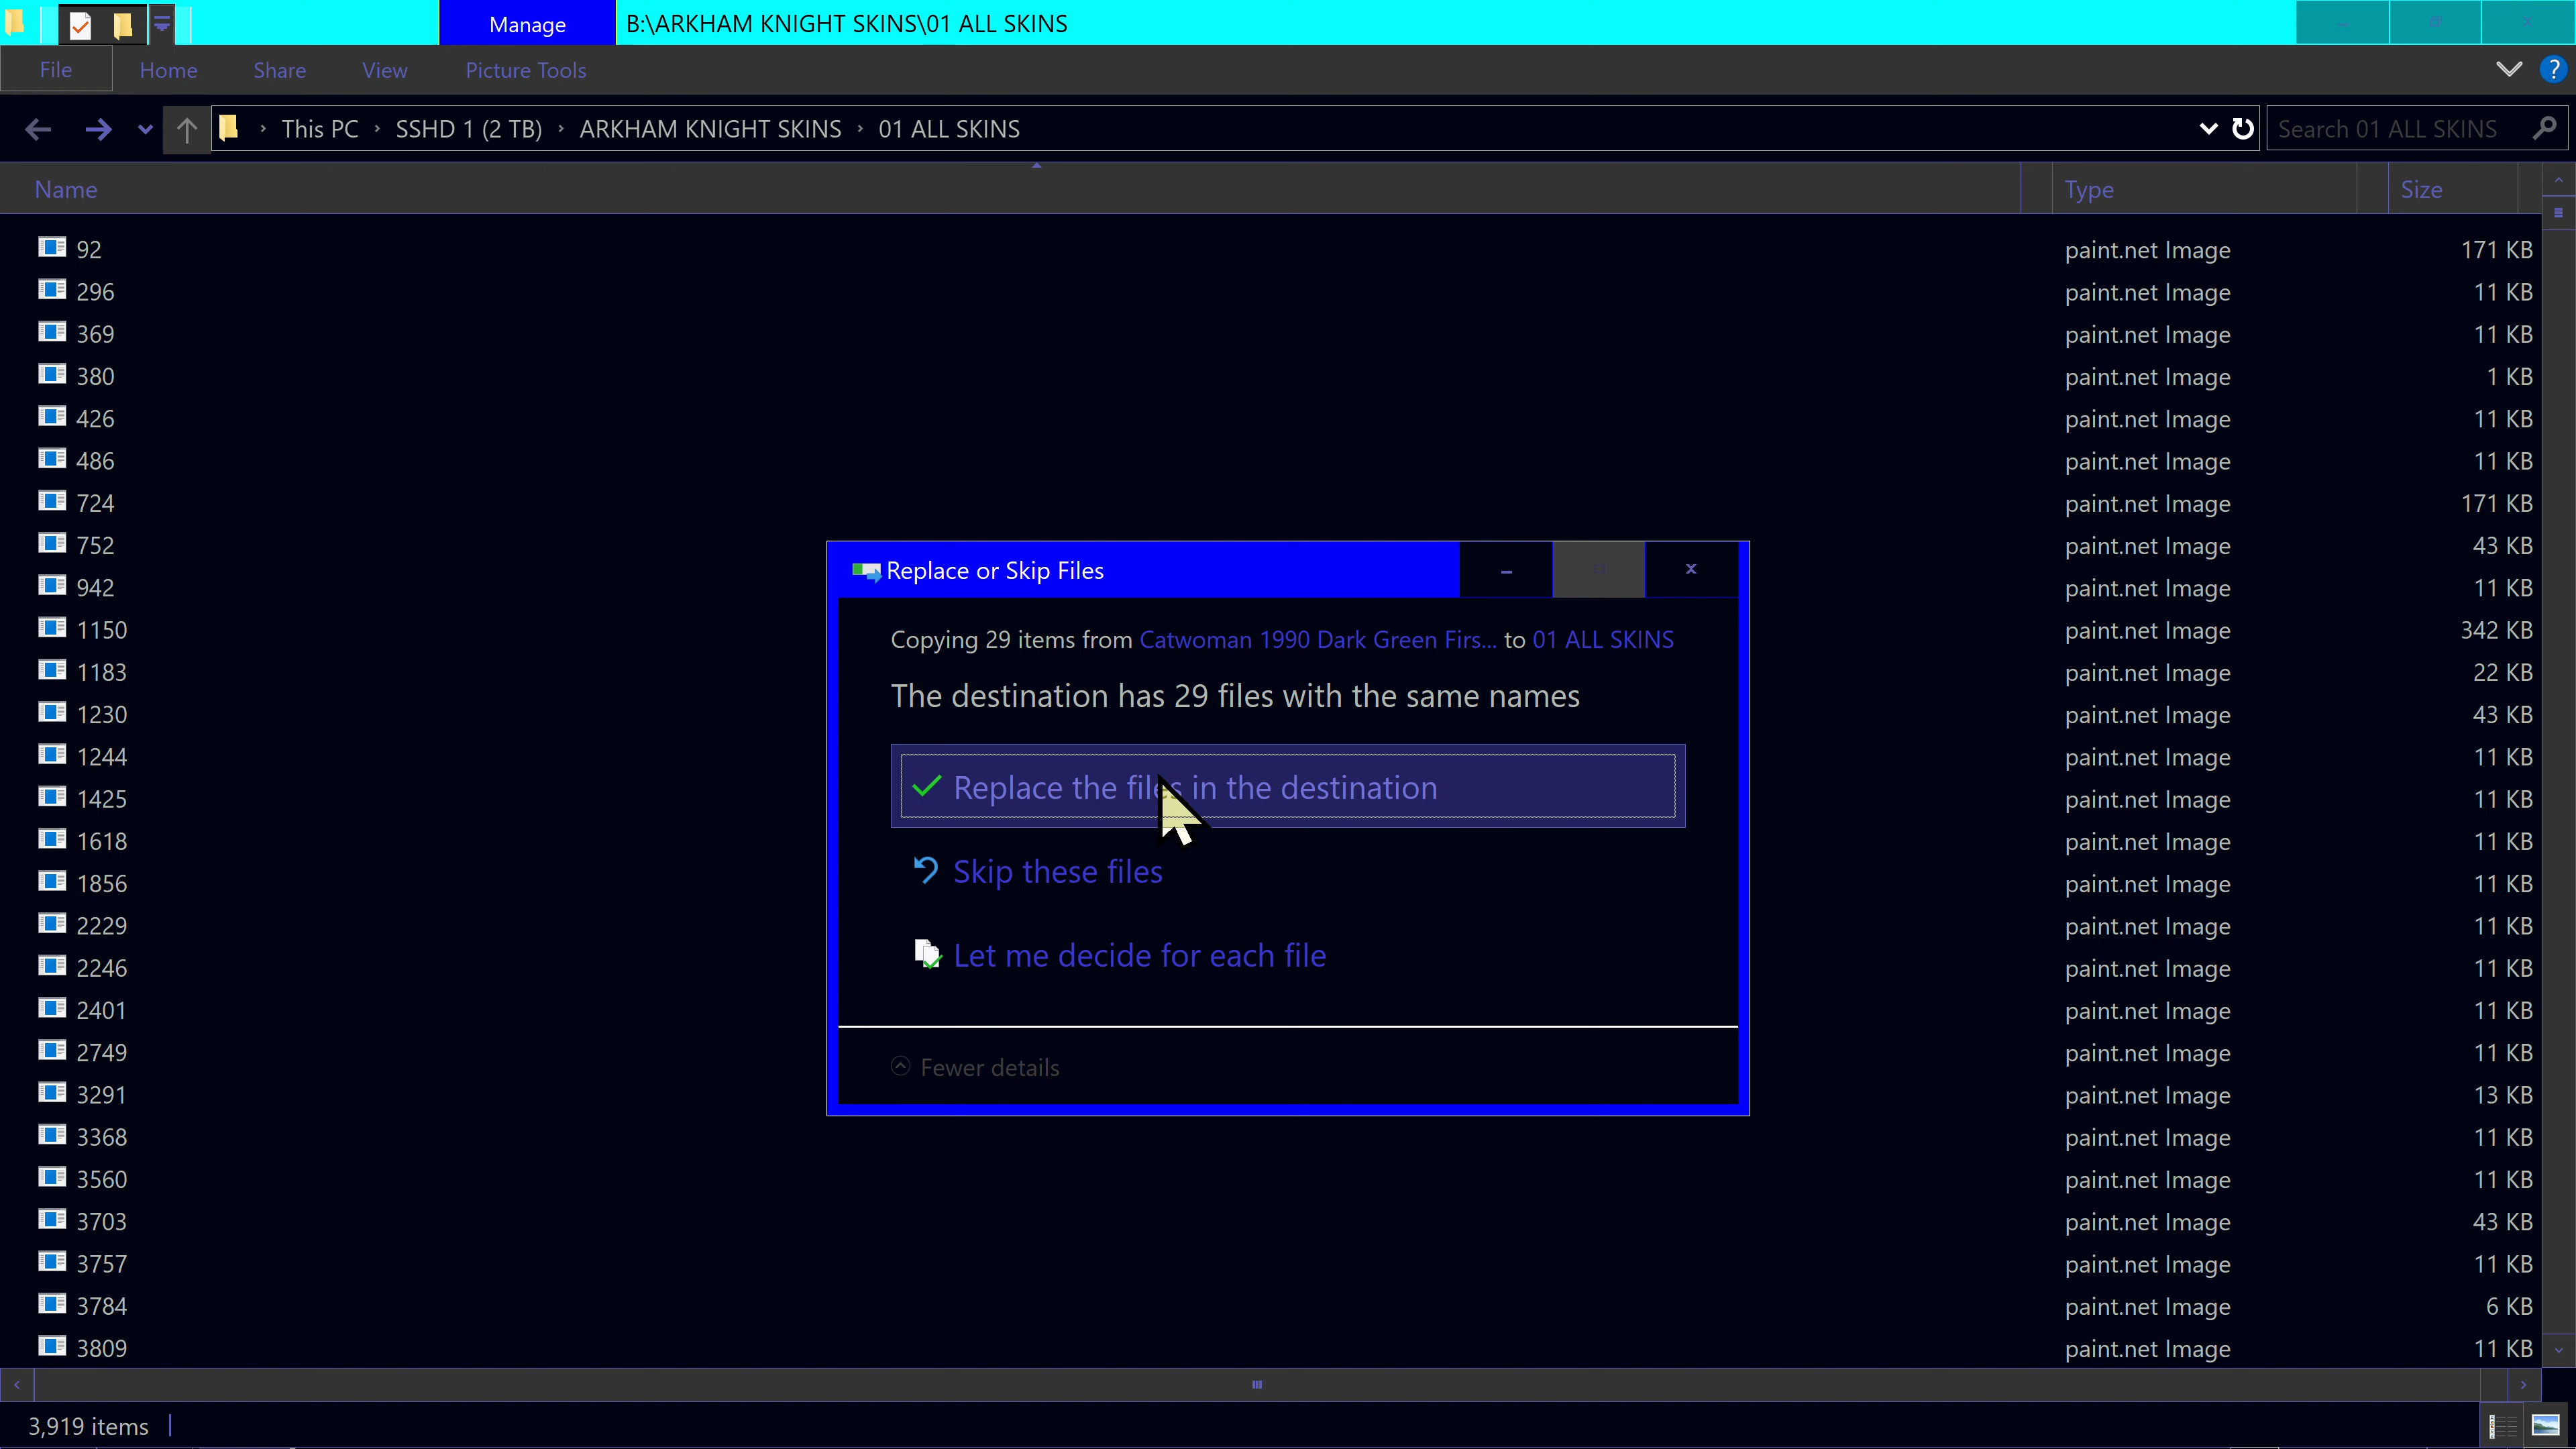 Manage B:\ARKHAM KNIGHT SKINS\01 ALL SKINS
File Home Share View Picture Tools ?
This PC › SSHD 1 (2 TB) › ARKHAM KNIGHT SKINS › 01 ALL SKINS Search 01 ALL SKINS
Name Type Size
92 paint.net Image 171 KB
296 paint.net Image 11 KB
369 paint.net Image 11 KB
380 paint.net Image 1 KB
426 paint.net Image 11 KB
486 paint.net Image 11 KB
724 paint.net Image 171 KB
752 paint.net Image 43 KB
942 paint.net Image 11 KB
1150 paint.net Image 342 KB
1183 paint.net Image 22 KB
1230 paint.net Image 43 KB
1244 paint.net Image 11 KB
1425 paint.net Image 11 KB
1618 paint.net Image 11 KB
1856 paint.net Image 11 KB
2229 paint.net Image 11 KB
2246 paint.net Image 11 KB
2401 paint.net Image 11 KB
2749 paint.net Image 11 KB
3291 paint.net Image 13 KB
3368 paint.net Image 11 KB
3560 paint.net Image 11 KB
3703 paint.net Image 43 KB
3757 paint.net Image 11 KB
3784 paint.net Image 6 KB
3809 paint.net Image 11 KB
Replace or Skip Files
Copying 29 items from Catwoman 1990 Dark Green Firs... to 01 ALL SKINS
The destination has 29 files with the same names
Replace the files in the destination
Skip these files
Let me decide for each file
Fewer details
3,919 items